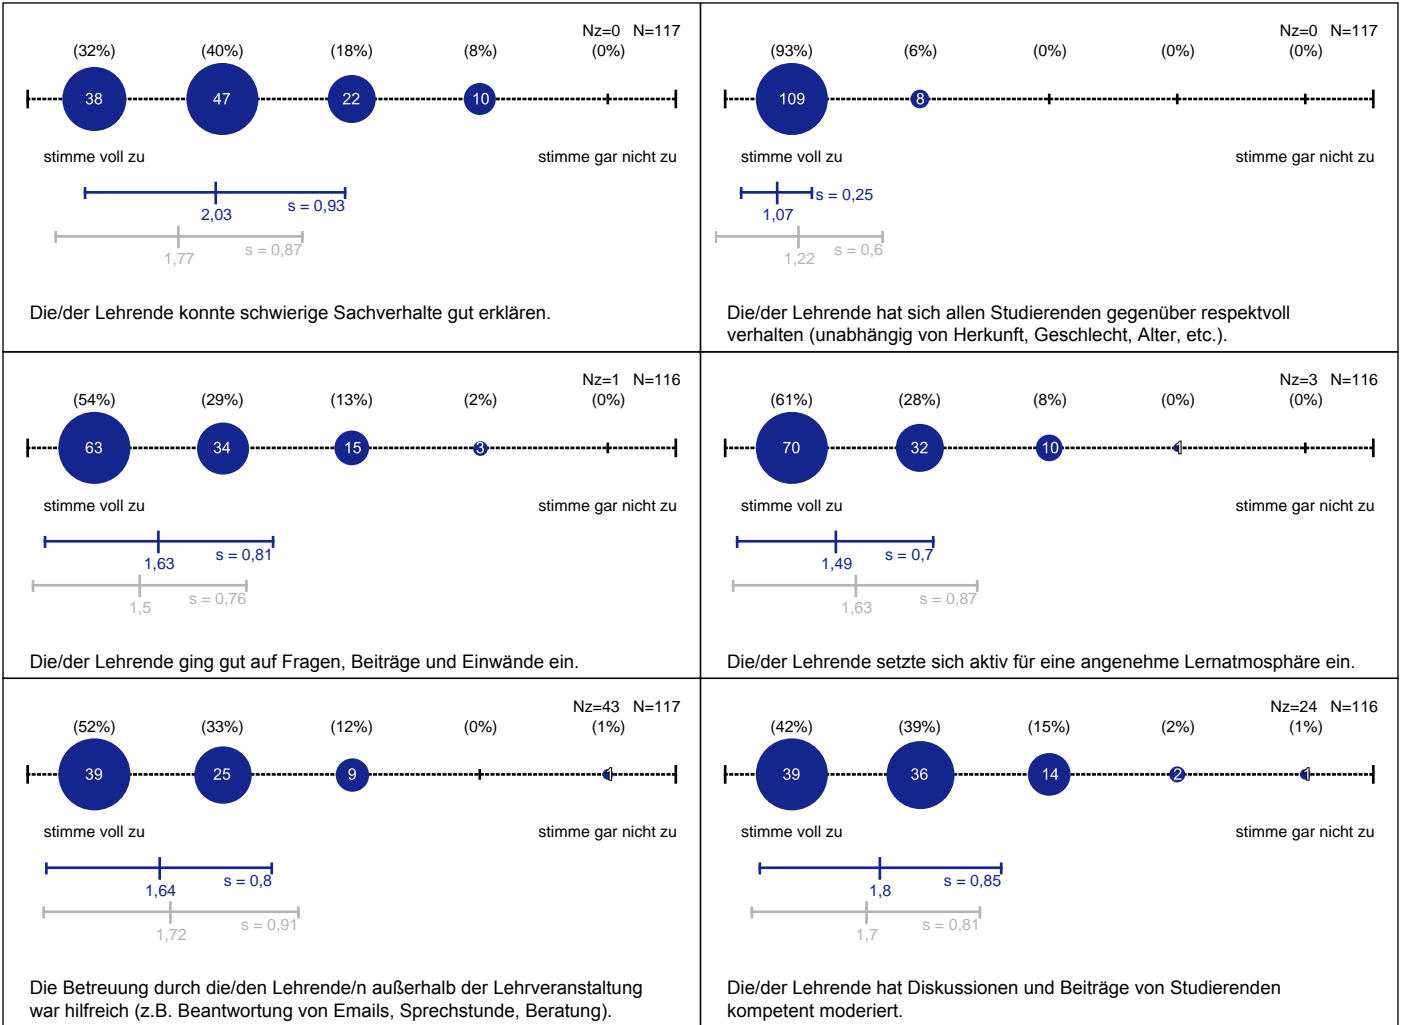 Nz=0 N=117
(32%) (40%) (18%) (8%) (0%)
38 47 22 10
stimme voll zu stimme gar nicht zu
2,03 s = 0,93
1,77 s = 0,87
Die/der Lehrende konnte schwierige Sachverhalte gut erklären.
Nz=0 N=117
(93%) (6%) (0%) (0%) (0%)
109 8
stimme voll zu stimme gar nicht zu
1,07 s = 0,25
1,22 s = 0,6
Die/der Lehrende hat sich allen Studierenden gegenüber respektvoll
verhalten (unabhängig von Herkunft, Geschlecht, Alter, etc.).
Nz=1 N=116
(54%) (29%) (13%) (2%) (0%)
63 34 15 3
stimme voll zu stimme gar nicht zu
1,63 s = 0,81
1,5 s = 0,76
Die/der Lehrende ging gut auf Fragen, Beiträge und Einwände ein.
Nz=3 N=116
(61%) (28%) (8%) (0%) (0%)
70 32 10 1
stimme voll zu stimme gar nicht zu
1,49 s = 0,7
1,63 s = 0,87
Die/der Lehrende setzte sich aktiv für eine angenehme Lernatmosphäre ein.
Nz=43 N=117
(52%) (33%) (12%) (0%) (1%)
39 25 9 1
stimme voll zu stimme gar nicht zu
1,64 s = 0,8
1,72 s = 0,91
Die Betreuung durch die/den Lehrende/n außerhalb der Lehrveranstaltung
war hilfreich (z.B. Beantwortung von Emails, Sprechstunde, Beratung).
Nz=24 N=116
(42%) (39%) (15%) (2%) (1%)
39 36 14 2 1
stimme voll zu stimme gar nicht zu
1,8 s = 0,85
1,7 s = 0,81
Die/der Lehrende hat Diskussionen und Beiträge von Studierenden
kompetent moderiert.